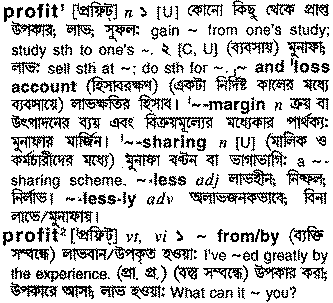 profit¹ [প্রফিট্] n ১ [U] কোনো কিছু থেকে প্রাপ্ত
উপকার; লাভ; সুফল: gain ~ from one's study;
study sth to one's ~. ২ [C, U] (ব্যবসায়) মুনাফা;
লাভ: sell sth at ~; do sth for ~. ~ and loss
account (হিসাবরক্ষণ) (একটা নির্দিষ্ট কালের মধ্যে
ব্যবসায়ে) লাভক্ষতির হিসাব। '~-margin n ক্রয় বা
উৎপাদনের ব্যয় এবং বিক্রয়মূল্যের মধ্যেকার পার্থক্য;
মুনাফার মার্জিন। '~-sharing n [U] (মালিক ও
কর্মচারীদের মধ্যে) মুনাফা বণ্টন বা ভাগাভাগি: a ~-
sharing scheme. ~·less adj লাভহীন; নিষ্ফল;
নির্লাভ। ~·less·ly adv অলাভজনকভাবে; বিনা
লাভে/মুনাফায়।
profit² [প্রফিট্] vt, vi ১ ~ from/by (ব্যক্তি
সম্বন্ধে) লাভবান/উপকৃত হওয়া: I've ~ed greatly by
the experience. (প্রা. প্র.) (বস্তু সম্বন্ধে) উপকার করা;
উপকারে আসা; লাভ হওয়া: What can it ~ you?